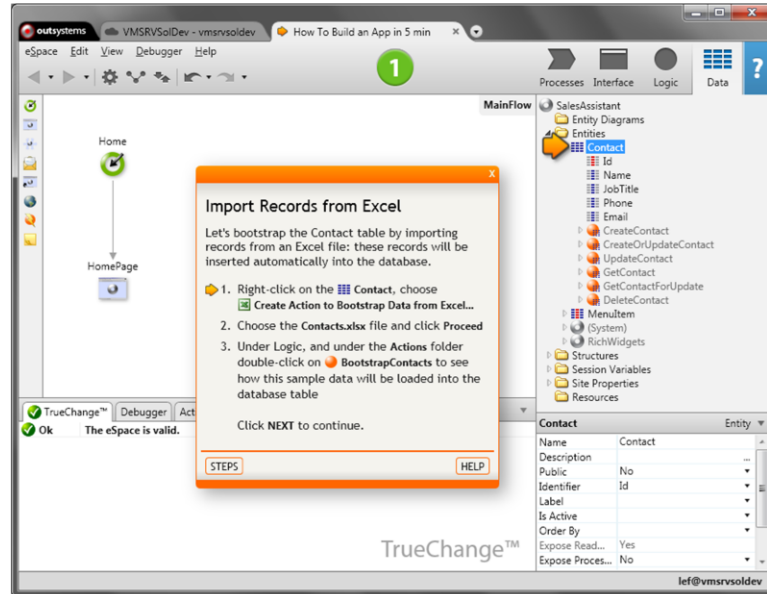 outsystems
VMSRVSolDev - vmsrvsoldev
How To Build an App in 5 min
x
eSpace Edit View Debugger Help
1
Processes Interface Logic Data
?
MainFlow
Home
HomePage
SalesAssistant
Entity Diagrams
Entities
Contact
Id
Name
JobTitle
Phone
Email
CreateContact
CreateOrUpdateContact
UpdateContact
GetContact
GetContactForUpdate
DeleteContact
MenuItem
(System)
RichWidgets
Structures
Session Variables
Site Properties
Resources
X
Import Records from Excel
Let's bootstrap the Contact table by importing
records from an Excel file: these records will be
inserted automatically into the database.
1. Right-click on the Contact, choose
Create Action to Bootstrap Data from Excel...
2. Choose the Contacts.xlsx file and click Proceed
3. Under Logic, and under the Actions folder
double-click on BootstrapContacts to see
how this sample data will be loaded into the
database table
Click NEXT to continue.
STEPS
HELP
TrueChange™ Debugger Act
Ok The eSpace is valid.
TrueChange™
Contact Entity
Name Contact
Description ...
Public No
Identifier Id
Label
Is Active
Order By
Expose Read... Yes
Expose Proces... No
lef@vmsrvsoldev